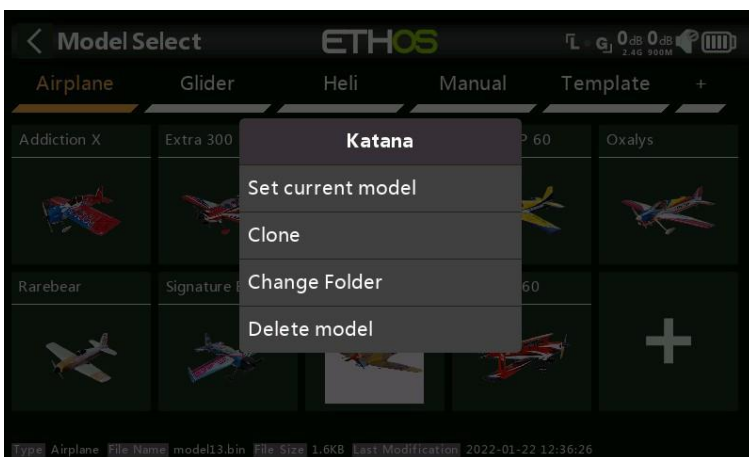 Model Select ETHOS L G 0dB 0dB
2.4G 900M
Airplane Glider Heli Manual Template +
Addiction X Extra 300 P 60 Oxalys
Katana
Set current model
Clone
Change Folder
Delete model
Rarebear Signature 60
Type Airplane File Name model13.bin File Size 1.6KB Last Modification 2022-01-22 12:36:26